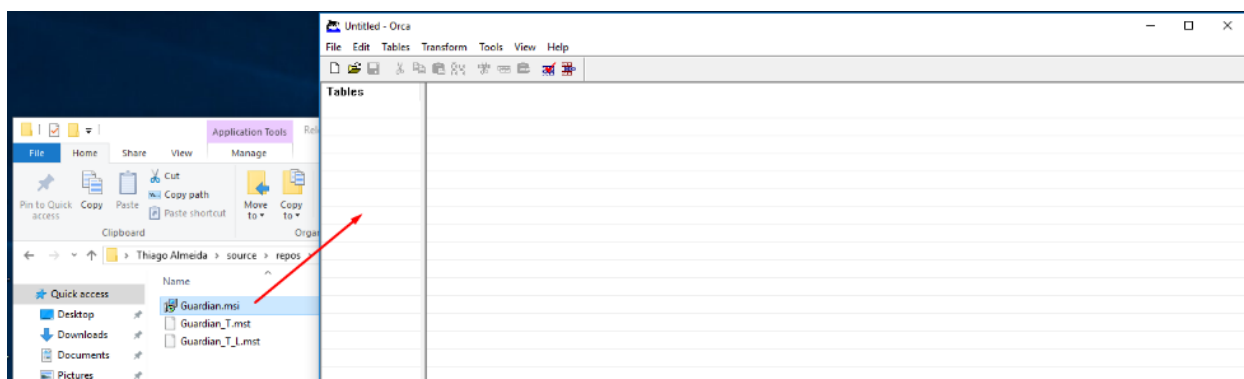 Untitled - Orca
File Edit Tables Transform Tools View Help
Tables
Application Tools
File Home Share View Manage
Pin to Quick access
Copy
Paste
Cut
Copy path
Paste shortcut
Move to
Copy to
Clipboard
Thiago Almeida > source > repos
Name
Quick access
Desktop
Downloads
Documents
Pictures
Guardian.msi
Guardian_T.mst
Guardian_T_L.mst